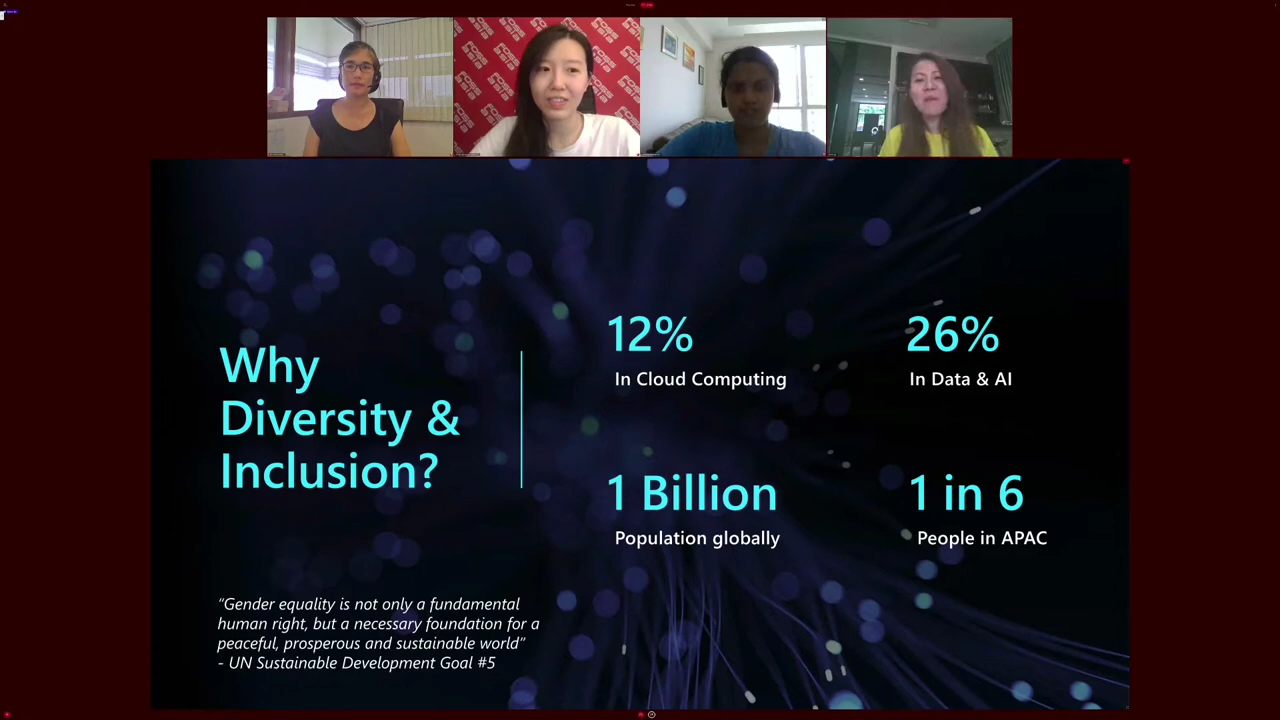 FOSS
ASIA
Why
Diversity &
Inclusion?
12%
In Cloud Computing
26%
In Data & AI
1 Billion
Population globally
1 in 6
People in APAC
“Gender equality is not only a fundamental
human right, but a necessary foundation for a
peaceful, prosperous and sustainable world”
- UN Sustainable Development Goal #5